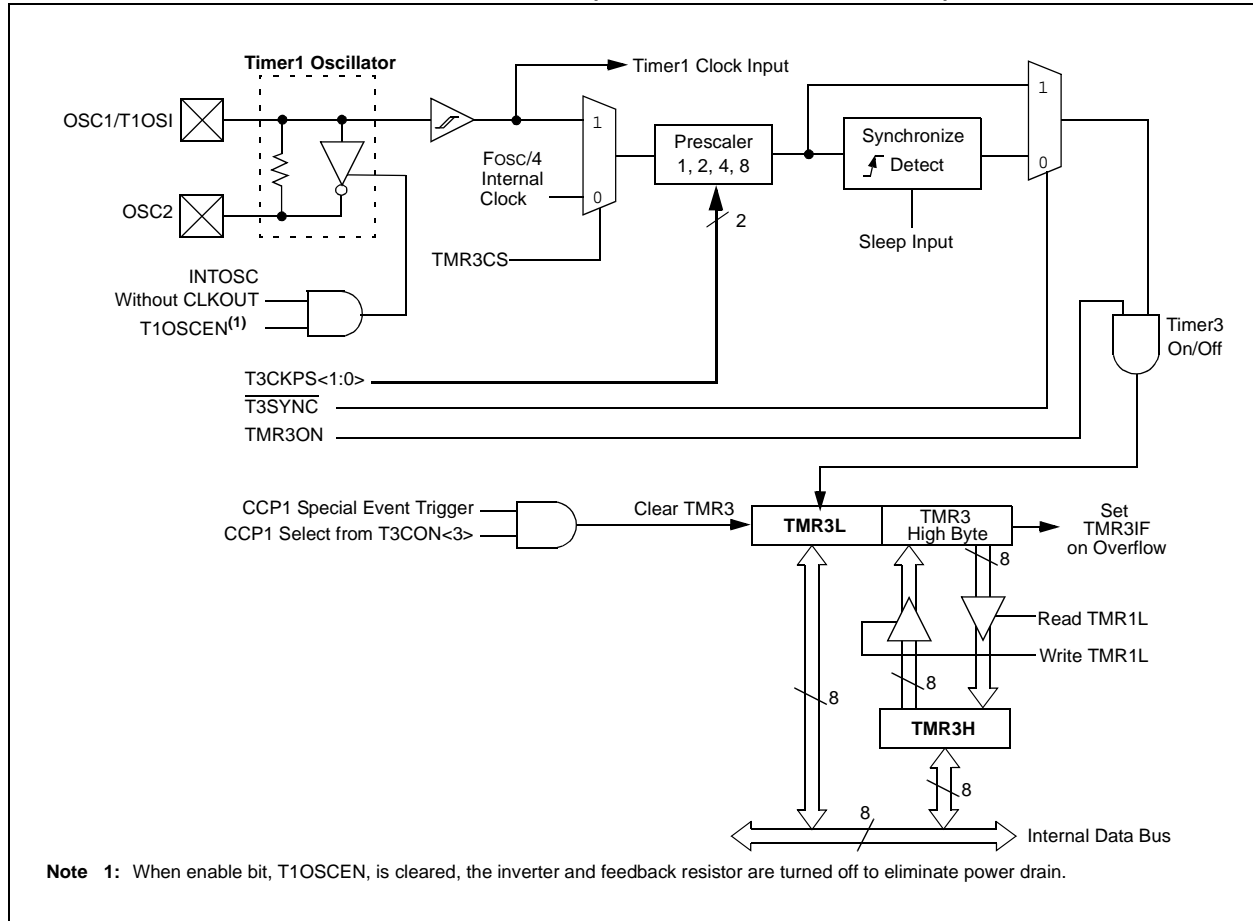 Timer1 Oscillator
Timer1 Clock Input
OSC1/T1OSI
1
1
Prescaler
1, 2, 4, 8
Synchronize
Detect
FOSC/4
Internal
Clock
0
0
OSC2
2
Sleep Input
TMR3CS
INTOSC
Without CLKOUT
T1OSCEN(1)
Timer3
On/Off
T3CKPS<1:0>
T3SYNC
TMR3ON
CCP1 Special Event Trigger
CCP1 Select from T3CON<3>
Clear TMR3
TMR3L
TMR3
High Byte
Set
TMR3IF
on Overflow
8
Read TMR1L
Write TMR1L
8
8
TMR3H
8
8
Internal Data Bus
Note 1: When enable bit, T1OSCEN, is cleared, the inverter and feedback resistor are turned off to eliminate power drain.